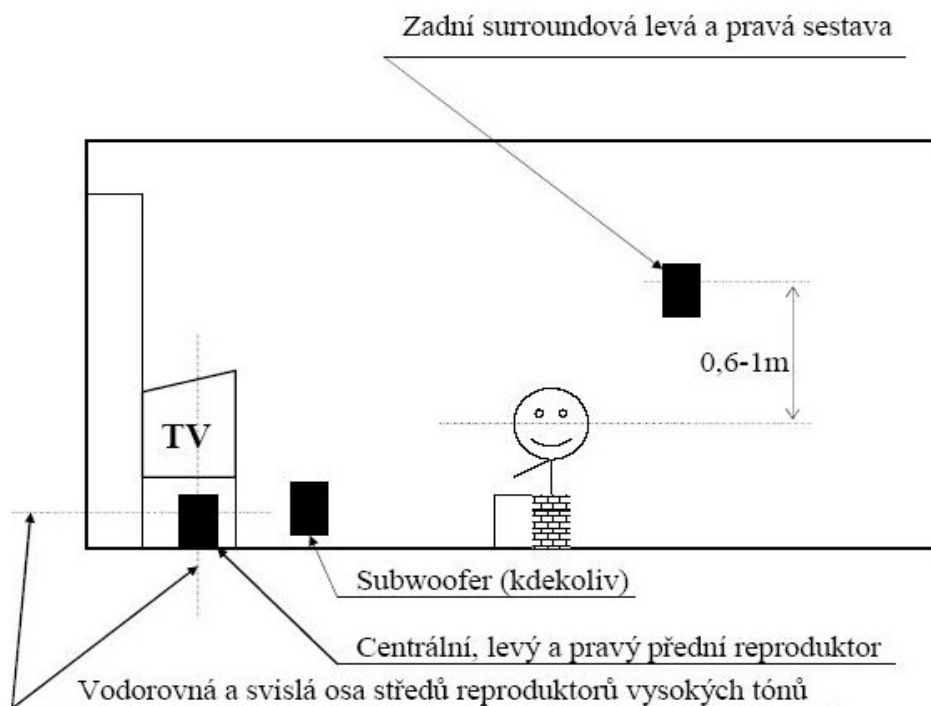 Zadní surroundová levá a pravá sestava
0,6-1m
TV
Subwoofer (kdekoliv)
Centrální, levý a pravý přední reproduktor
Vodorovná a svislá osa středů reproduktorů vysokých tónů